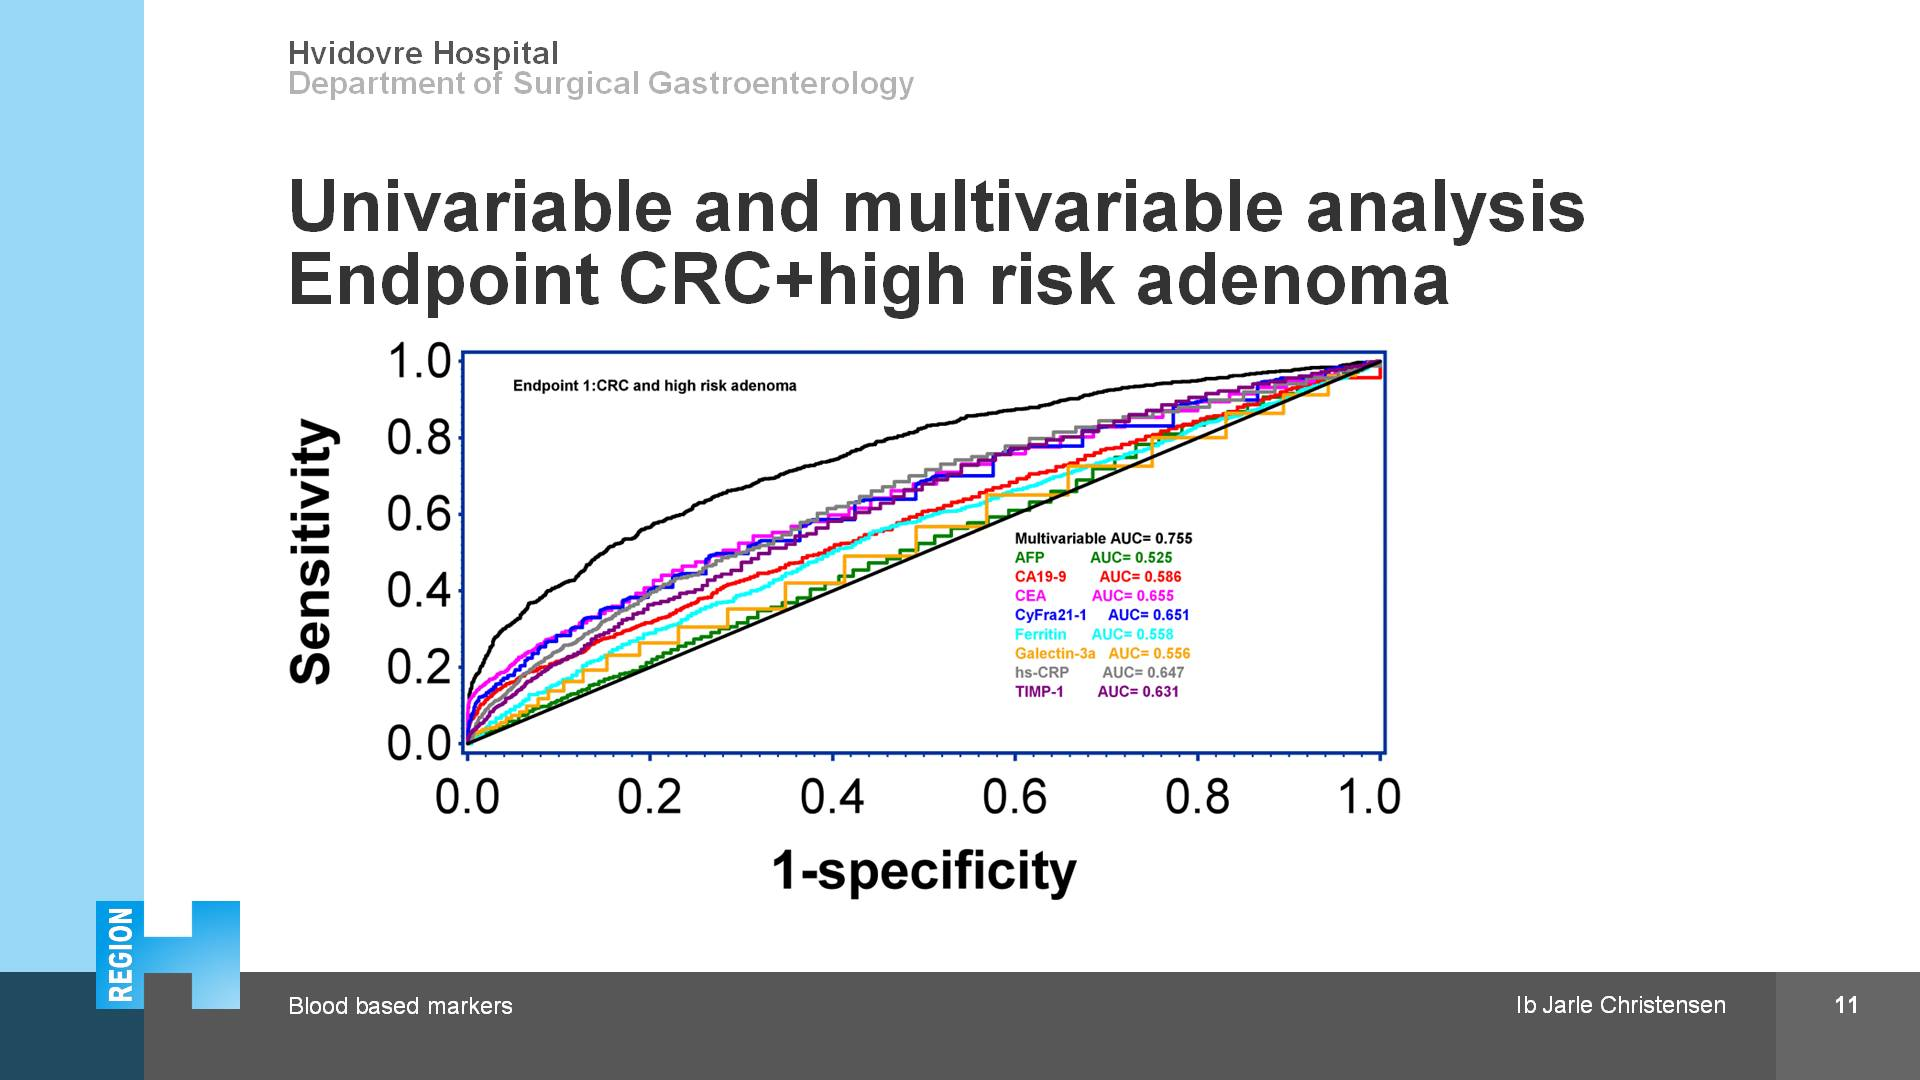 Hvidovre Hospital
Department of Surgical Gastroenterology
Univariable and multivariable analysis
Endpoint CRC+high risk adenoma
Endpoint 1:CRC and high risk adenoma
Sensitivity
1.0
0.8
0.6
0.4
0.2
0.0
Multivariable AUC= 0.755
AFP AUC= 0.525
CA19-9 AUC= 0.586
CEA AUC= 0.655
CyFra21-1 AUC= 0.651
Ferritin AUC= 0.558
Galectin-3a AUC= 0.556
hs-CRP AUC= 0.647
TIMP-1 AUC= 0.631
0.0 0.2 0.4 0.6 0.8 1.0
1-specificity
REGION
Blood based markers
Ib Jarle Christensen
11